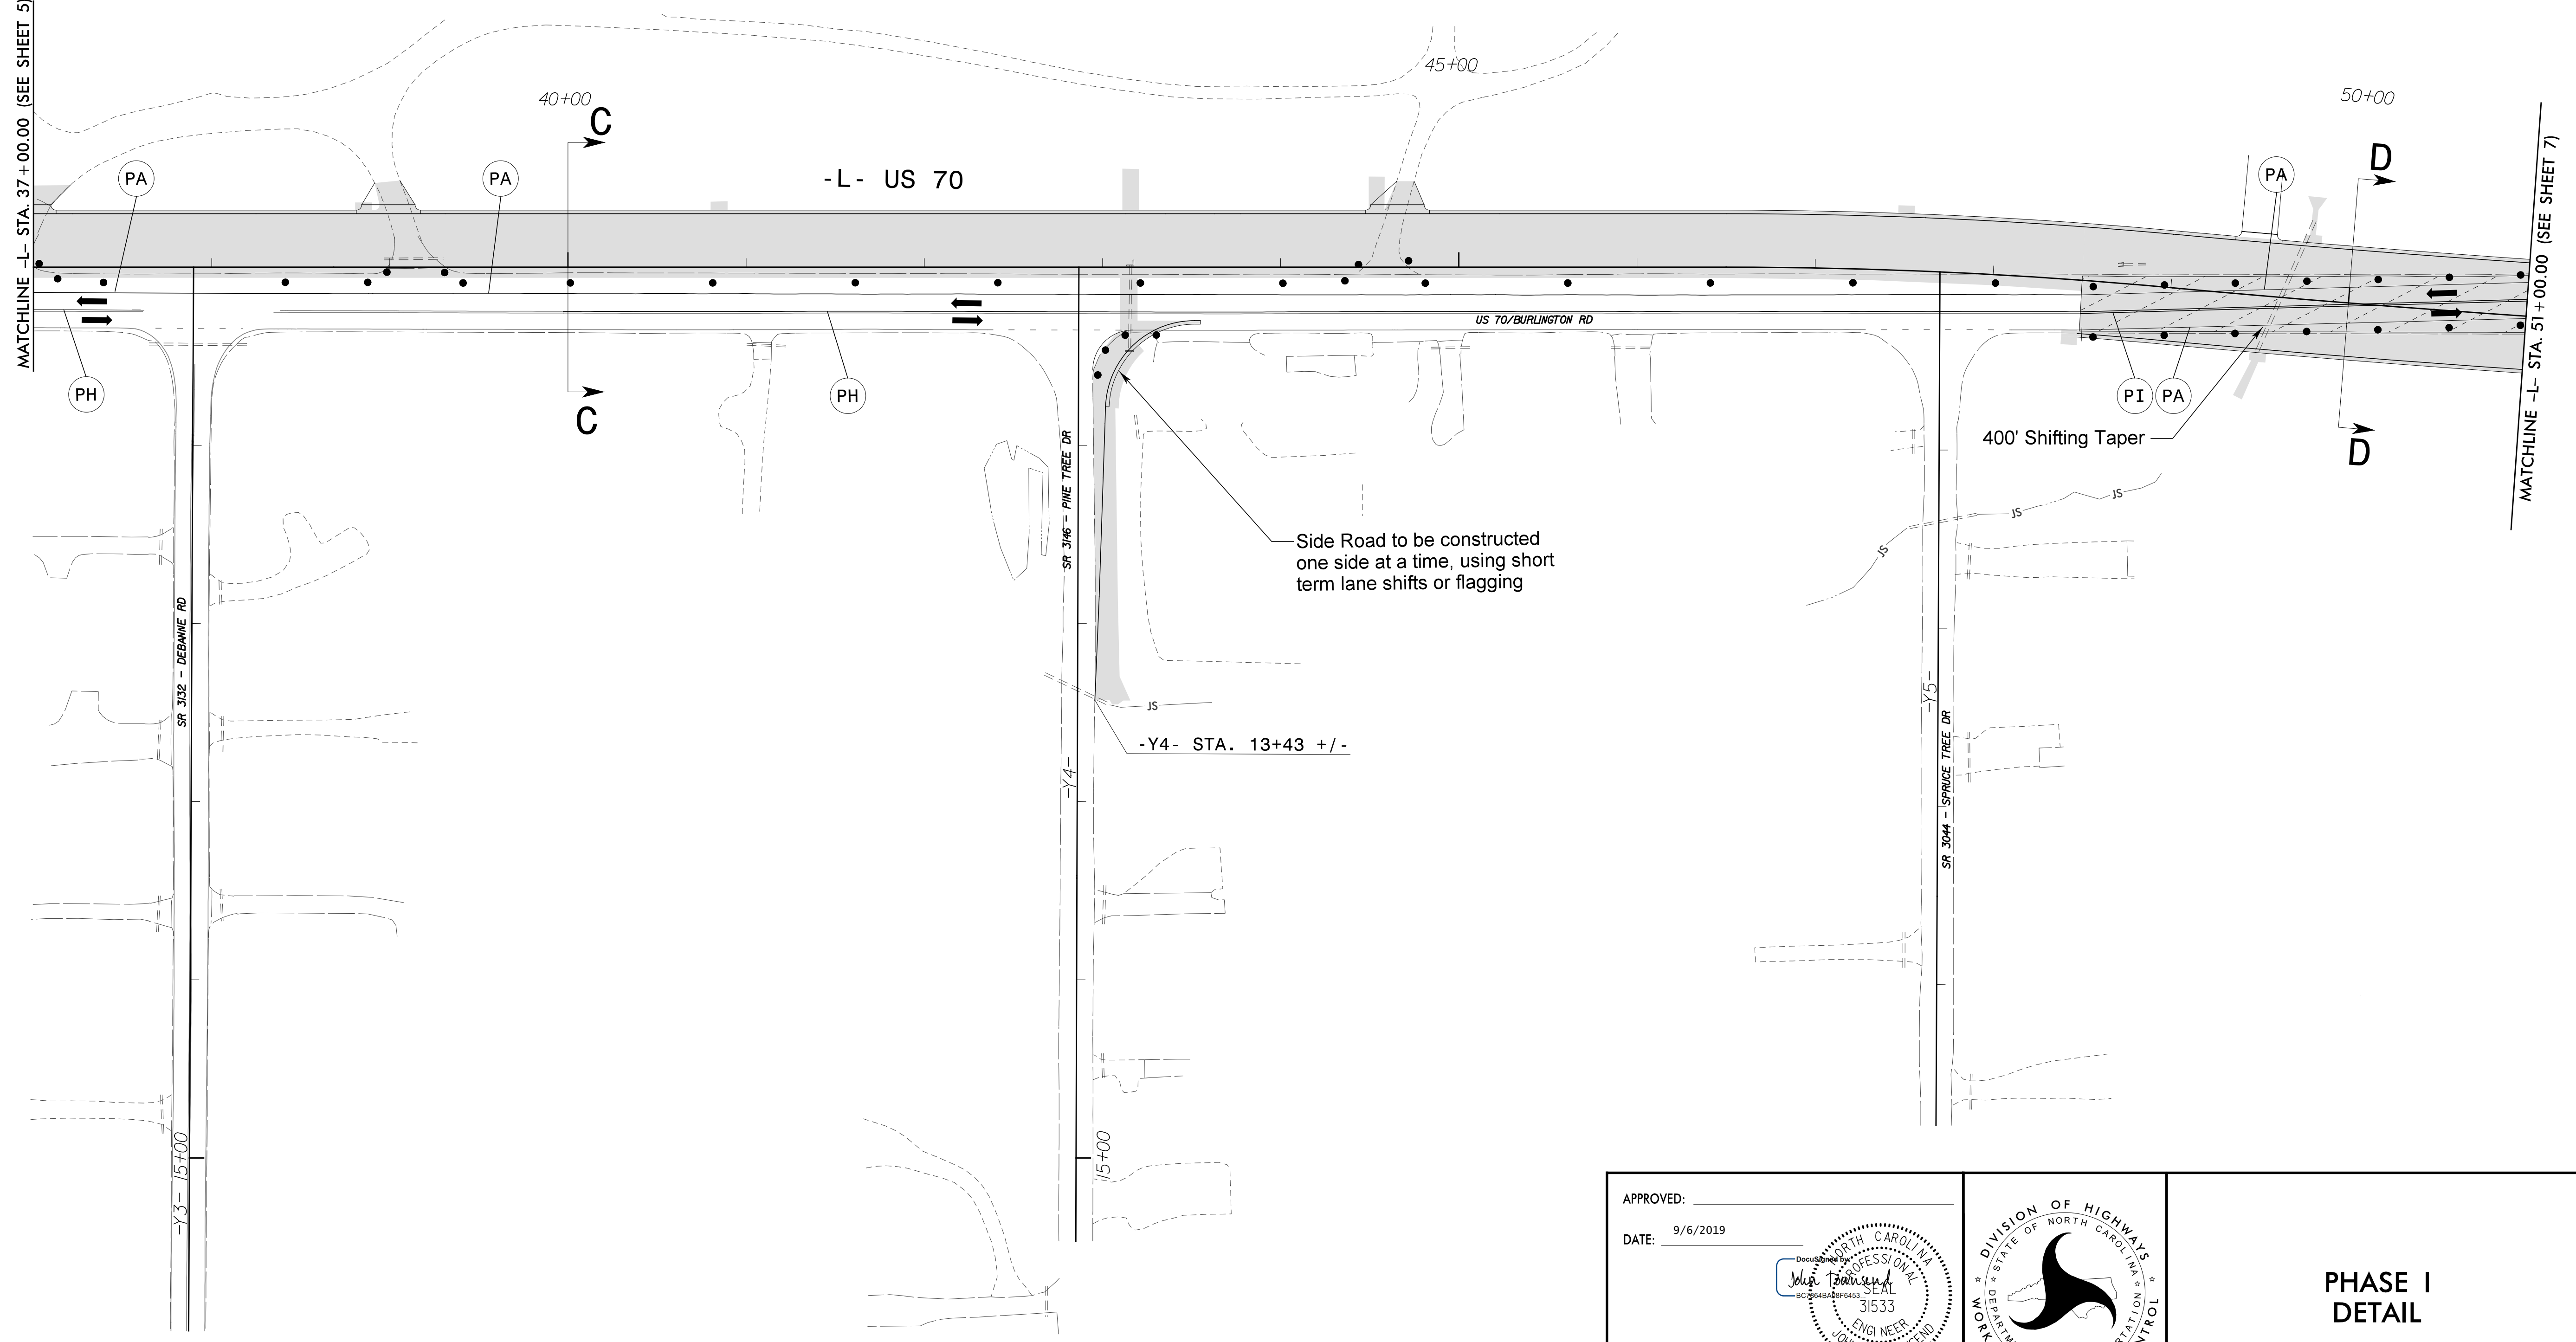 MATCHLINE -L- STA. 37+00.00 (SEE SHEET 5)
40+00
45+00
50+00
C
D
PA
PA
-L- US 70
PA
MATCHLINE -L- STA. 51+00.00 (SEE SHEET 7)
US 70/BURLINGTON RD
PH
C
PH
PI
PA
400' Shifting Taper
D
SR 3132 - DEBANNE RD
SR 3146 - PINE TREE DR
JS
JS
JS
Side Road to be constructed
one side at a time, using short
term lane shifts or flagging
JS
-Y4- STA. 13+43 +/-
-Y4-
-Y5-
SR 3044 - SPRUCE TREE DR
-Y3- 15+00
15+00
APPROVED:
DATE: 9/6/2019
DocuSigned by
John Townsend
NORTH CAROLINA
PROFESSIONAL
SEAL
31533
ENGINEER
DIVISION OF HIGHWAYS
STATE OF NORTH CAROLINA
PHASE I
DETAIL